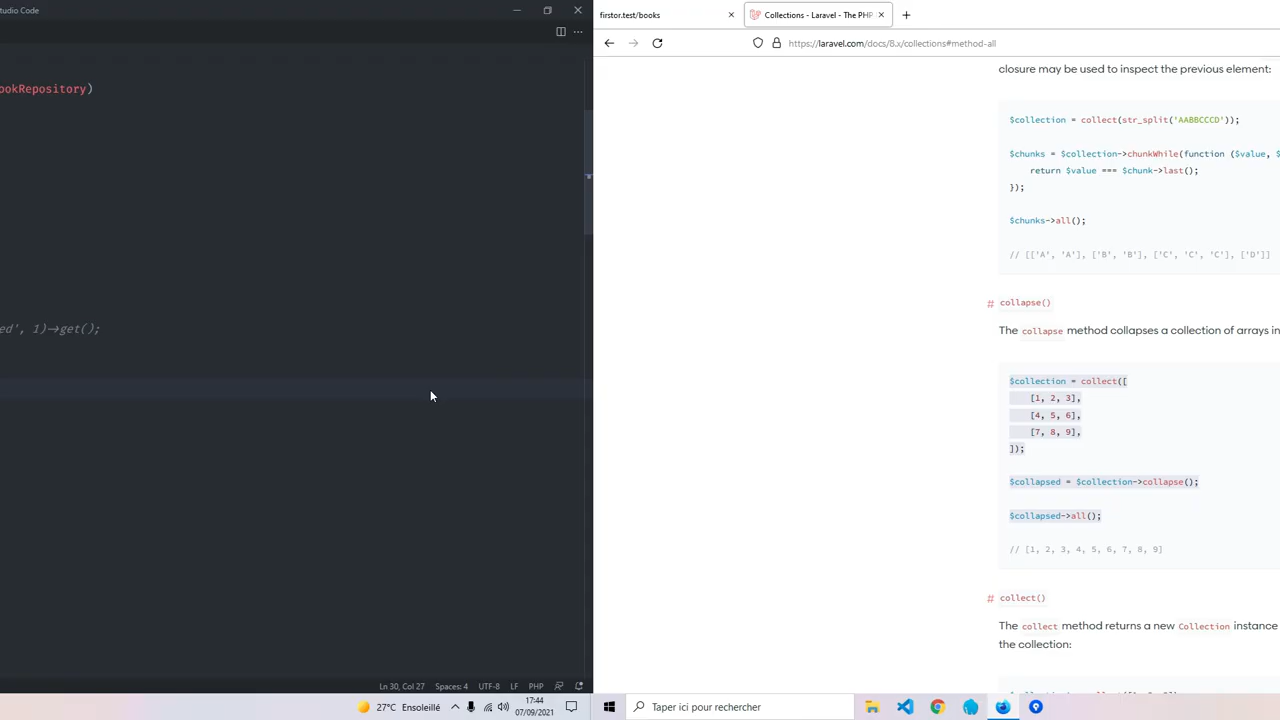 tudio Code
ookRepository)
ed', 1)->get();
Ln 30, Col 27 Spaces: 4 UTF-8 LF PHP
27°C Ensoleillé
17:44
07/09/2021
firstor.test/books
Collections - Laravel - The PHP
https://laravel.com/docs/8.x/collections#method-all
closure may be used to inspect the previous element:
$collection = collect(str_split('AABBCCCD'));
$chunks = $collection->chunkWhile(function ($value, $
return $value === $chunk->last();
});
$chunks->all();
// [['A', 'A'], ['B', 'B'], ['C', 'C', 'C'], ['D']]
# collapse()
The collapse method collapses a collection of arrays in
$collection = collect([
[1, 2, 3],
[4, 5, 6],
[7, 8, 9],
]);
$collapsed = $collection->collapse();
$collapsed->all();
// [1, 2, 3, 4, 5, 6, 7, 8, 9]
# collect()
The collect method returns a new Collection instance
the collection:
Taper ici pour rechercher